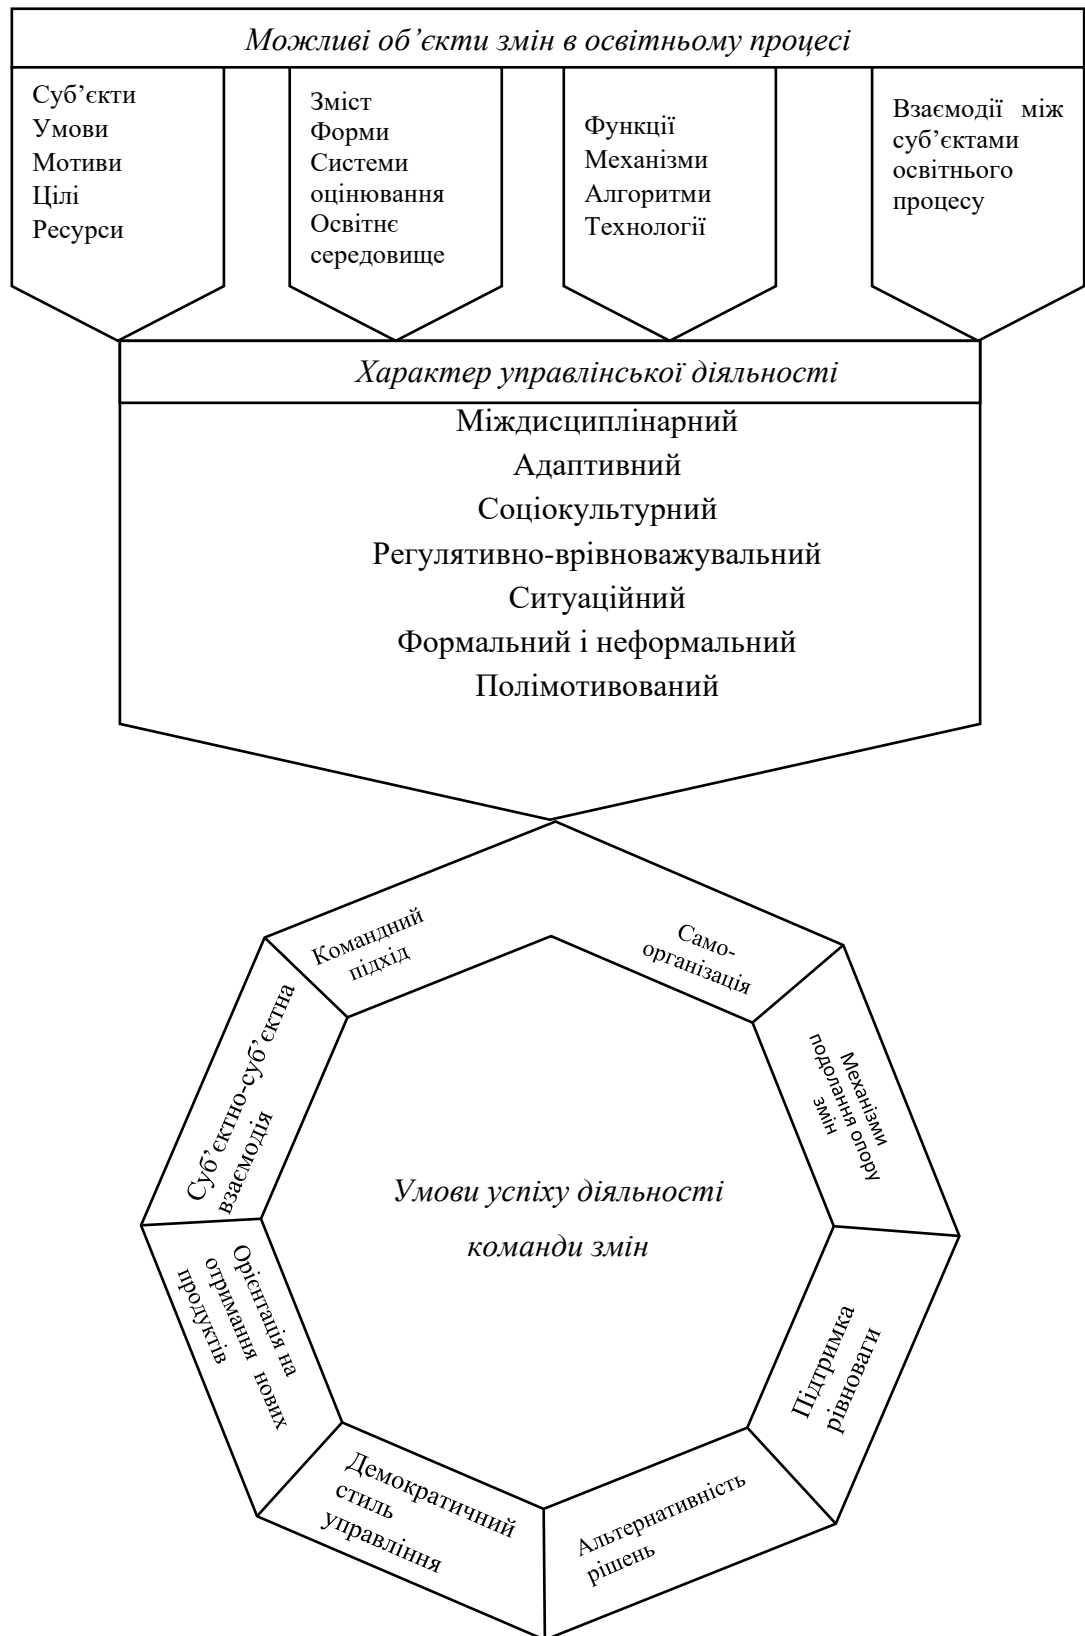 Можливі об’єкти змін в освітньому процесі
Суб’єкти
Умови
Мотиви
Цілі
Ресурси
Зміст
Форми
Системи
оцінювання
Освітнє
середовище
Функції
Механізми
Алгоритми
Технології
Взаємодії між
суб’єктами
освітнього
процесу
Характер управлінської діяльності
Міждисциплінарний
Адаптивний
Соціокультурний
Регулятивно-врівноважувальний
Ситуаційний
Формальний і неформальний
Полімотивований
Командний
підхід
Само-
організація
Механізми
подолання опору
змін
Підтримка
рівноваги
Альтернативність
рішень
Демократичний
стиль
управління
Орієнтація на
отримання нових
продуктів
Суб’єктно-суб’єктна
взаємодія
Умови успіху діяльності
команди змін